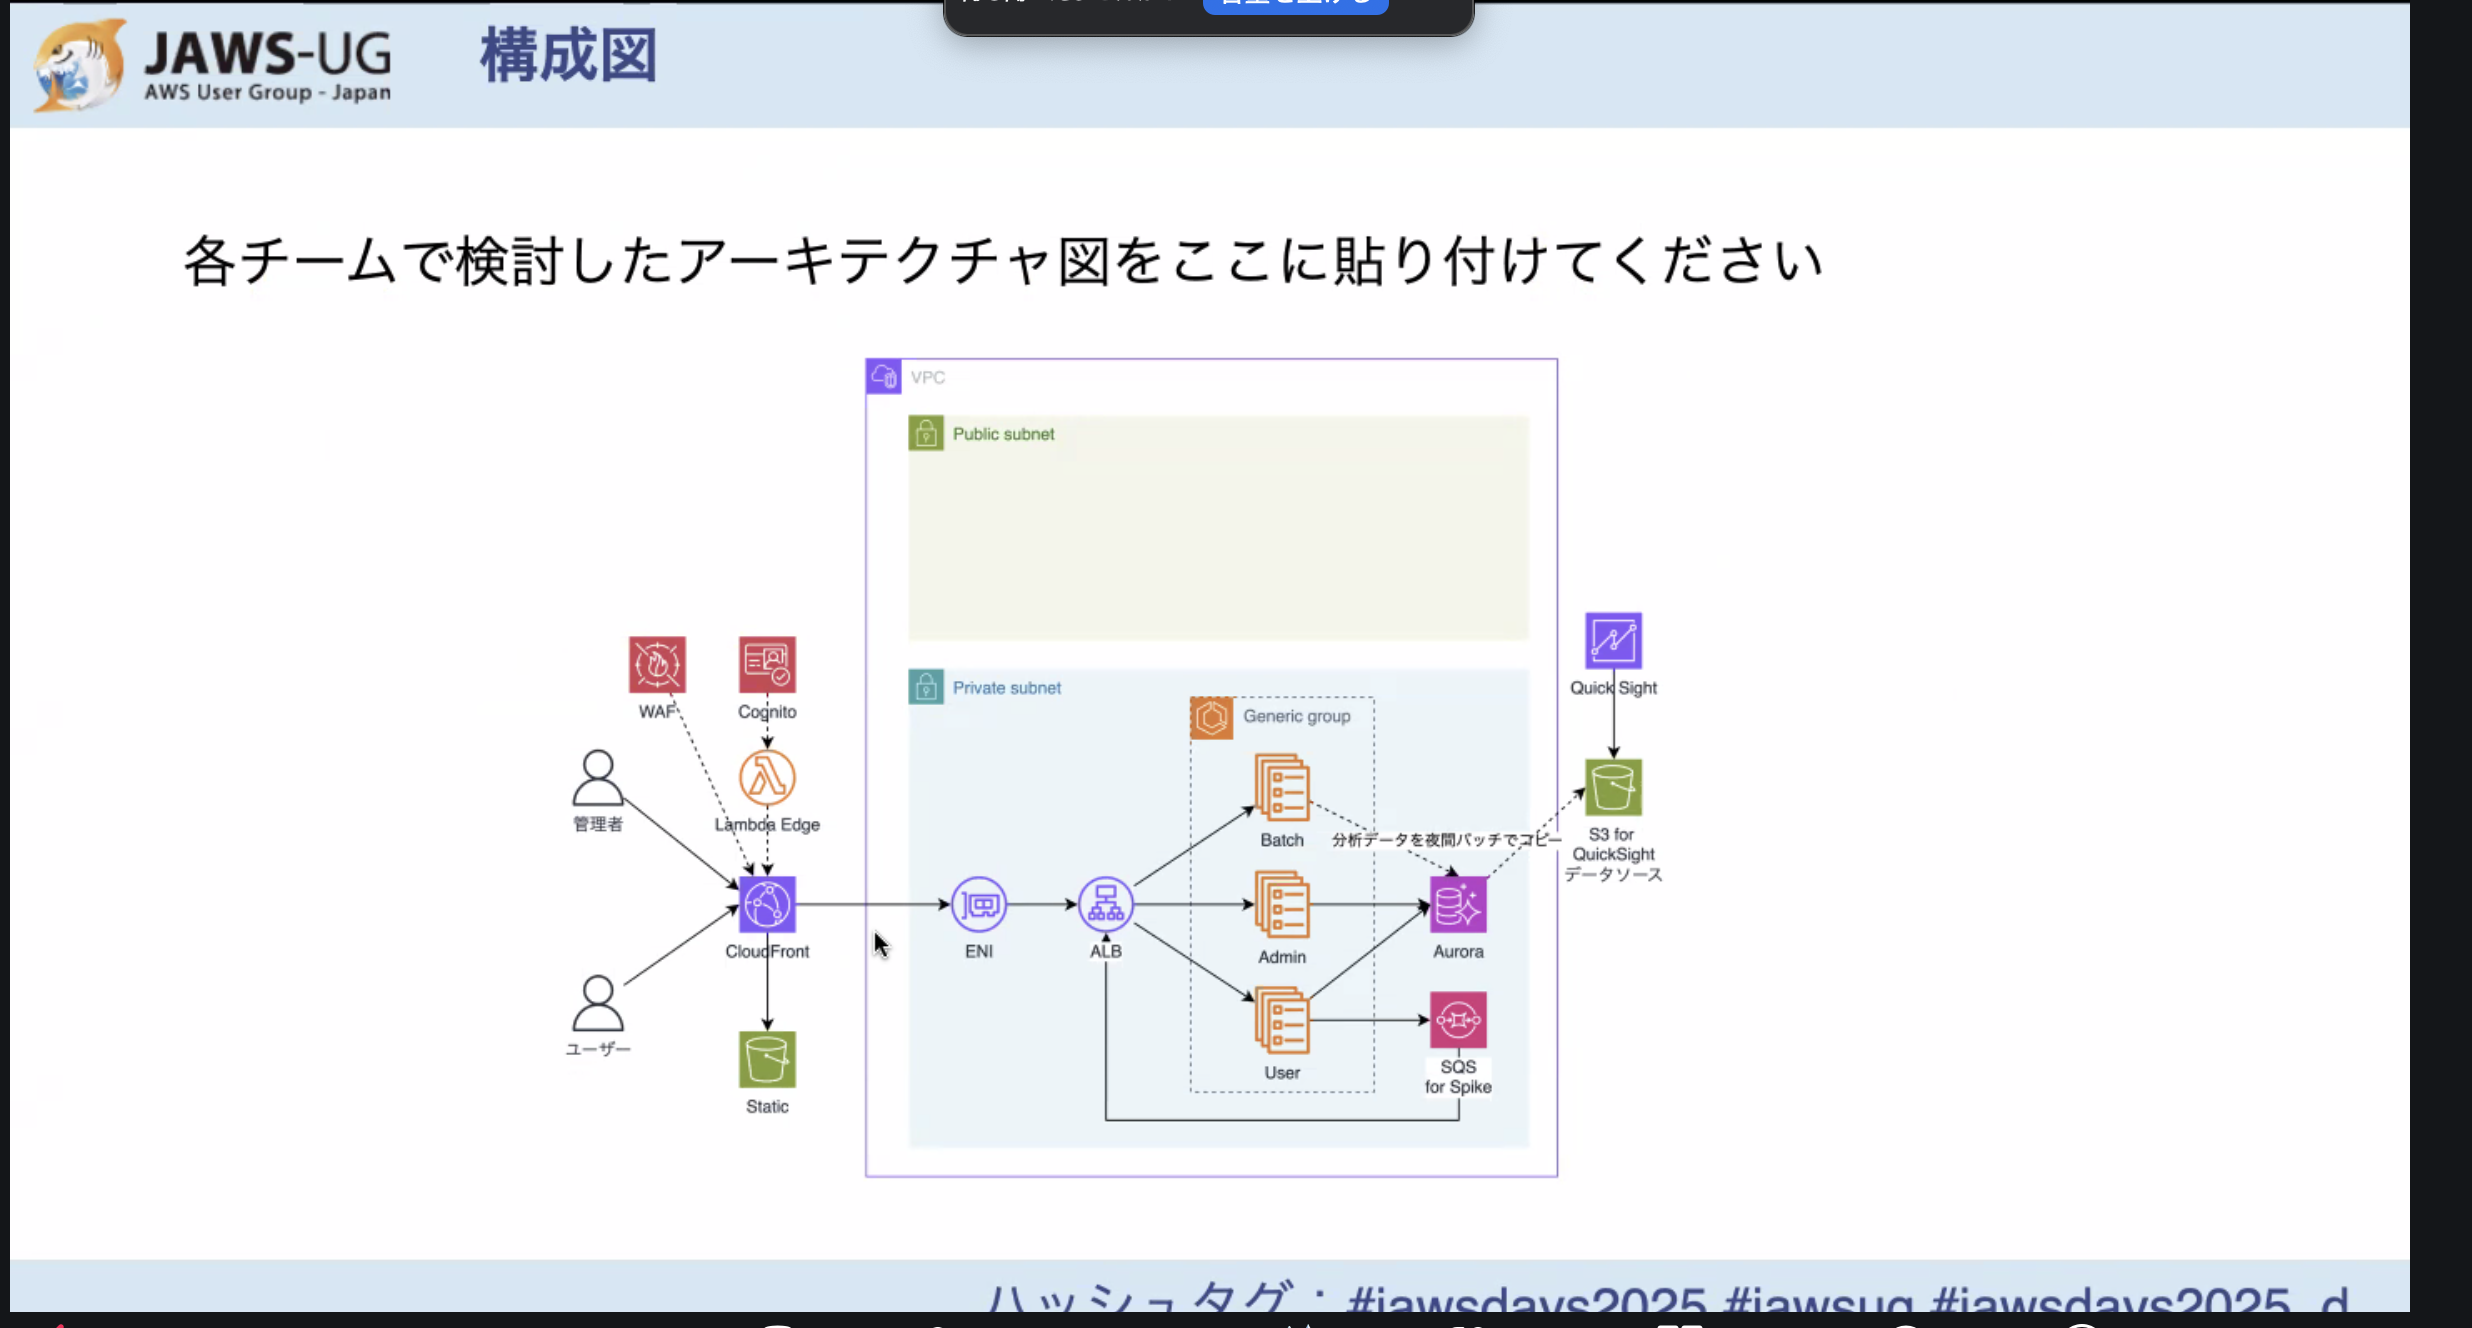 JAWS-UG
AWS User Group - Japan
構成図
各チームで検討したアーキテクチャ図をここに貼り付けてください
VPC
Public subnet
Private subnet
Generic group
WAF
Cognito
Lambda Edge
管理者
ユーザー
CloudFront
Static
ENI
ALB
Batch
Admin
User
分析データを夜間バッチでコピー
Aurora
SQS
for Spike
Quick Sight
S3 for
QuickSight
データソース
ハッシュタグ：#jawsdays2025 #jawsug #jawsdays2025_d